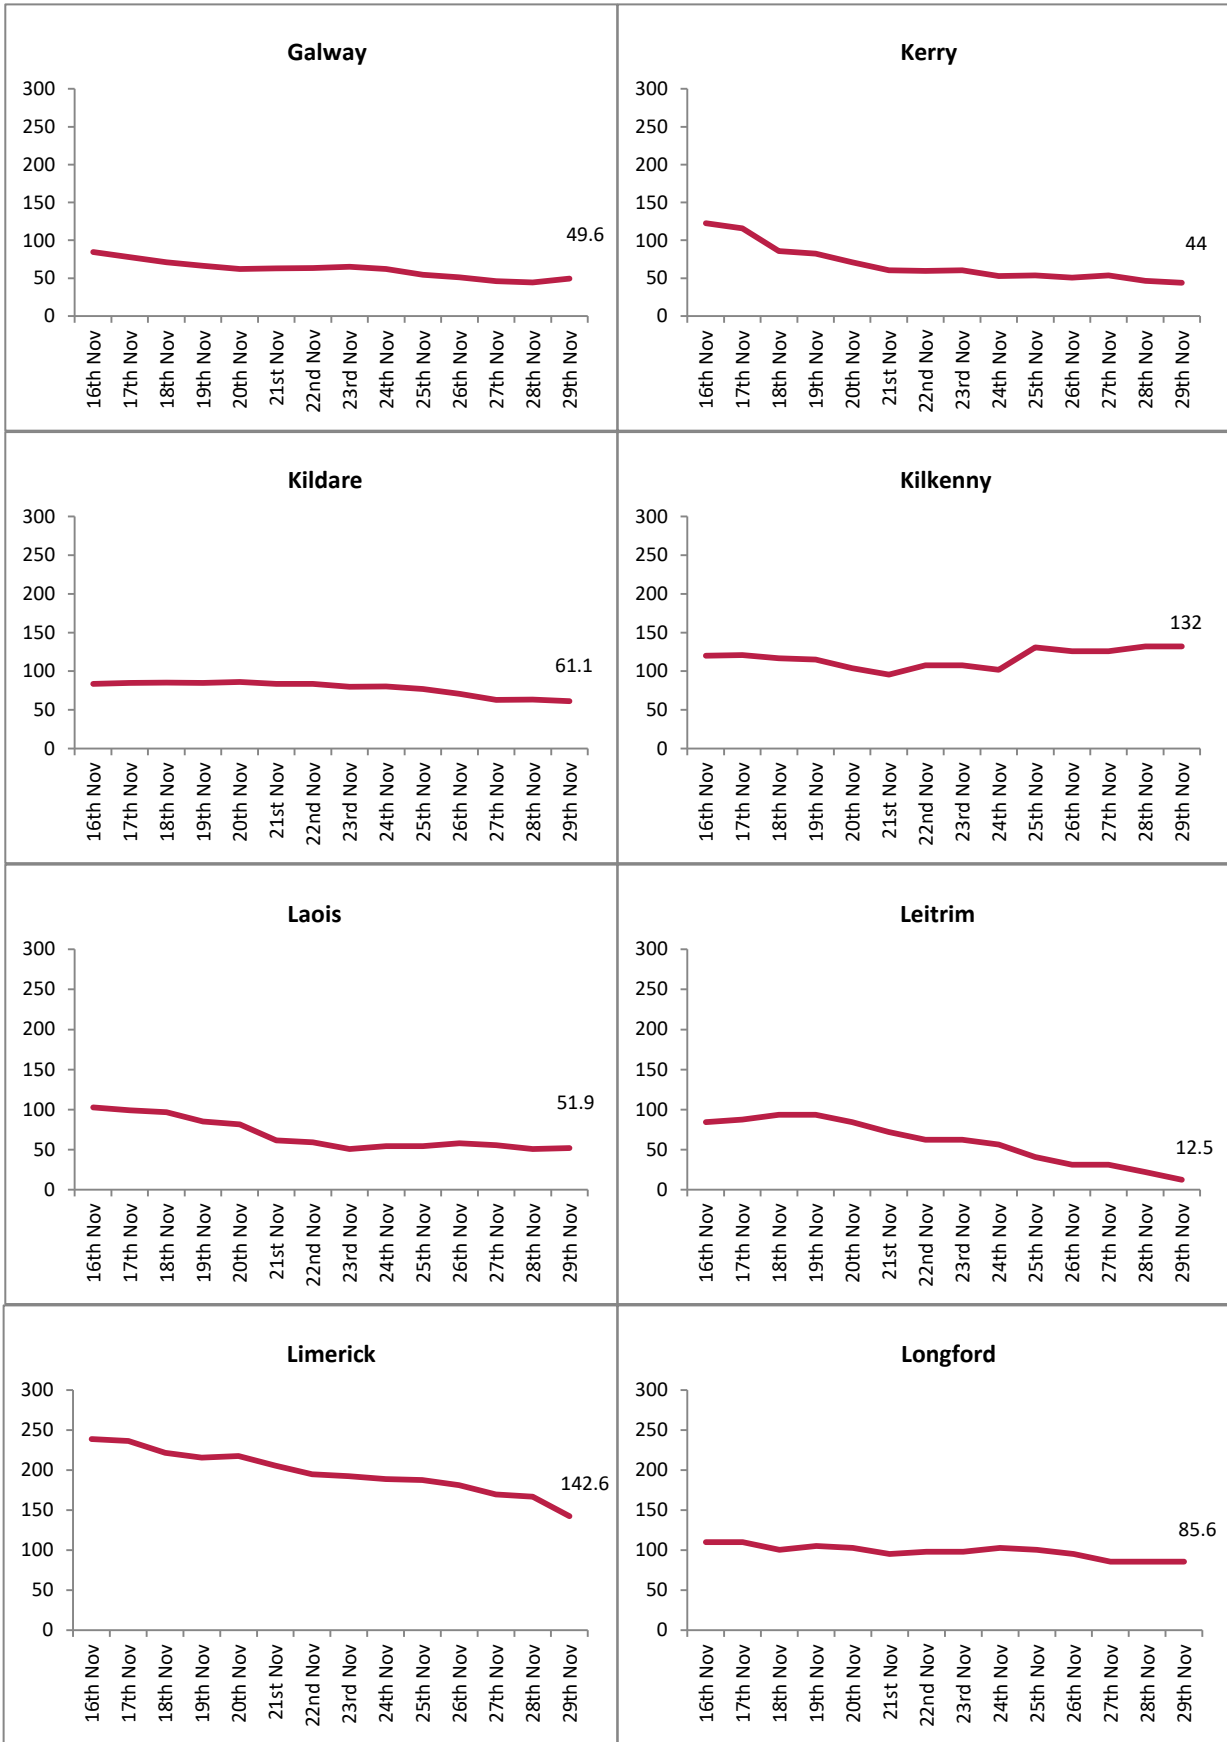 Galway
300
250
200
150
100
50
0
49.6
16th Nov
17th Nov
18th Nov
19th Nov
20th Nov
21st Nov
22nd Nov
23rd Nov
24th Nov
25th Nov
26th Nov
27th Nov
28th Nov
29th Nov
Kerry
300
250
200
150
100
50
0
44
16th Nov
17th Nov
18th Nov
19th Nov
20th Nov
21st Nov
22nd Nov
23rd Nov
24th Nov
25th Nov
26th Nov
27th Nov
28th Nov
29th Nov
Kildare
300
250
200
150
100
50
0
61.1
16th Nov
17th Nov
18th Nov
19th Nov
20th Nov
21st Nov
22nd Nov
23rd Nov
24th Nov
25th Nov
26th Nov
27th Nov
28th Nov
29th Nov
Kilkenny
300
250
200
150
100
50
0
132
16th Nov
17th Nov
18th Nov
19th Nov
20th Nov
21st Nov
22nd Nov
23rd Nov
24th Nov
25th Nov
26th Nov
27th Nov
28th Nov
29th Nov
Laois
300
250
200
150
100
50
0
51.9
16th Nov
17th Nov
18th Nov
19th Nov
20th Nov
21st Nov
22nd Nov
23rd Nov
24th Nov
25th Nov
26th Nov
27th Nov
28th Nov
29th Nov
Leitrim
300
250
200
150
100
50
0
12.5
16th Nov
17th Nov
18th Nov
19th Nov
20th Nov
21st Nov
22nd Nov
23rd Nov
24th Nov
25th Nov
26th Nov
27th Nov
28th Nov
29th Nov
Limerick
300
250
200
150
100
50
0
142.6
16th Nov
17th Nov
18th Nov
19th Nov
20th Nov
21st Nov
22nd Nov
23rd Nov
24th Nov
25th Nov
26th Nov
27th Nov
28th Nov
29th Nov
Longford
300
250
200
150
100
50
0
85.6
16th Nov
17th Nov
18th Nov
19th Nov
20th Nov
21st Nov
22nd Nov
23rd Nov
24th Nov
25th Nov
26th Nov
27th Nov
28th Nov
29th Nov